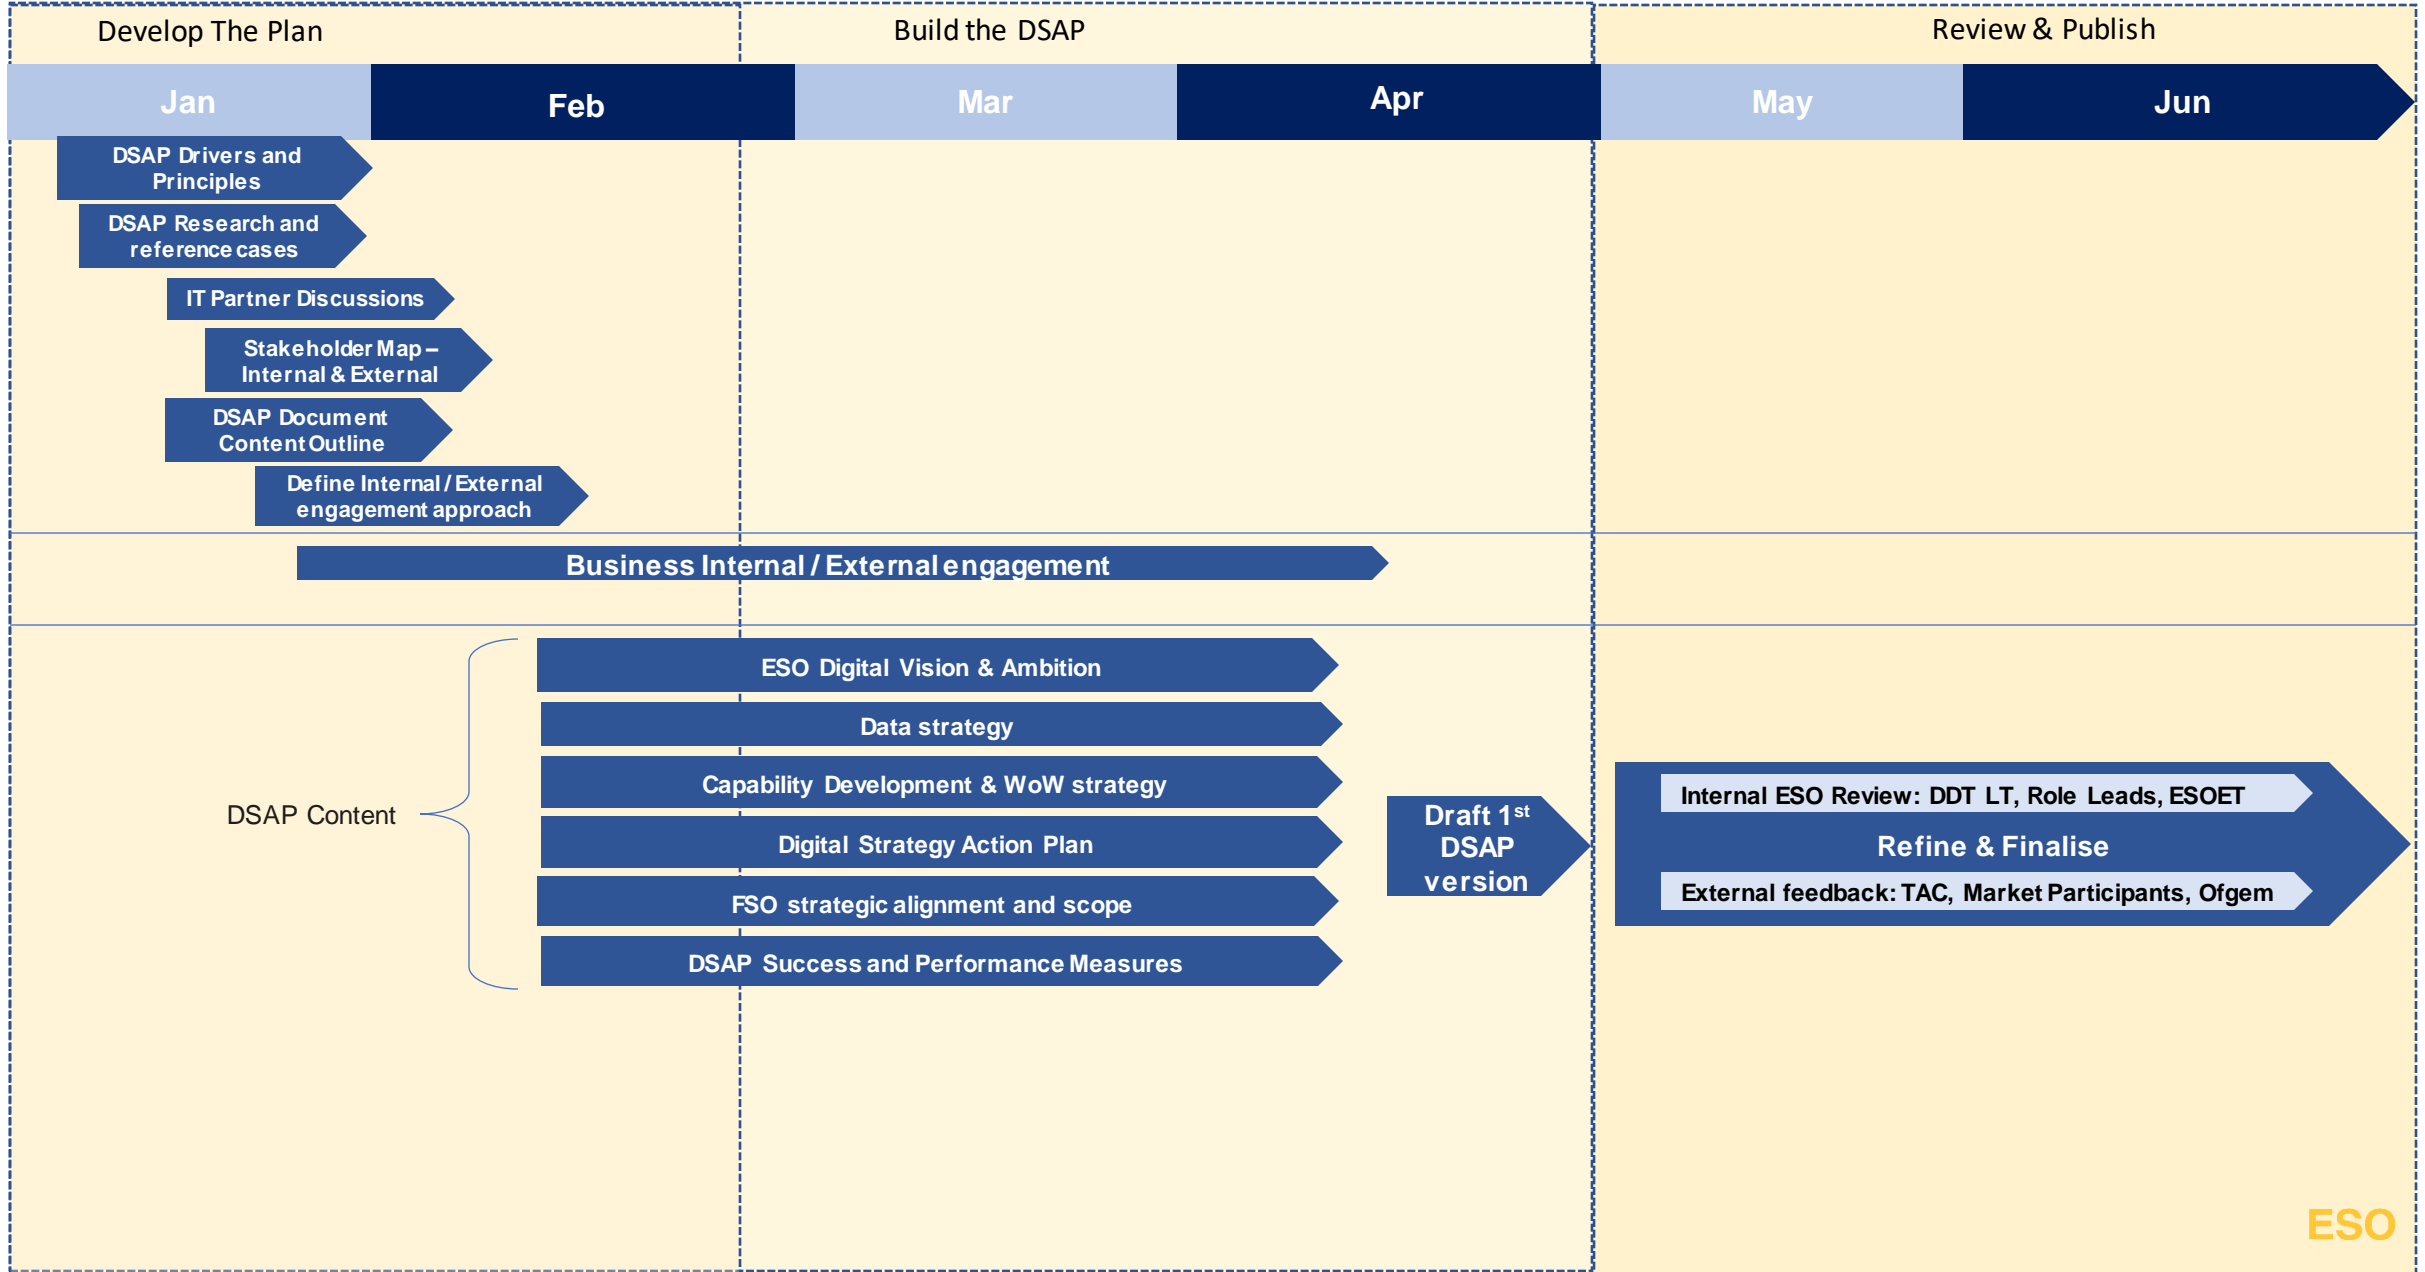 Develop The Plan
Build the DSAP
Review & Publish
Jan
Feb
Mar
Apr
May
Jun
DSAP Drivers and
Principles
DSAP Research and
reference cases
IT Partner Discussions
Stakeholder Map –
Internal & External
DSAP Document
Content Outline
Define Internal / External
engagement approach
Business Internal / External engagement
DSAP Content
ESO Digital Vision & Ambition
Data strategy
Capability Development & WoW strategy
Digital Strategy Action Plan
FSO strategic alignment and scope
DSAP Success and Performance Measures
Draft 1st
DSAP
version
Internal ESO Review: DDT LT, Role Leads, ESOET
Refine & Finalise
External feedback: TAC, Market Participants, Ofgem
ESO